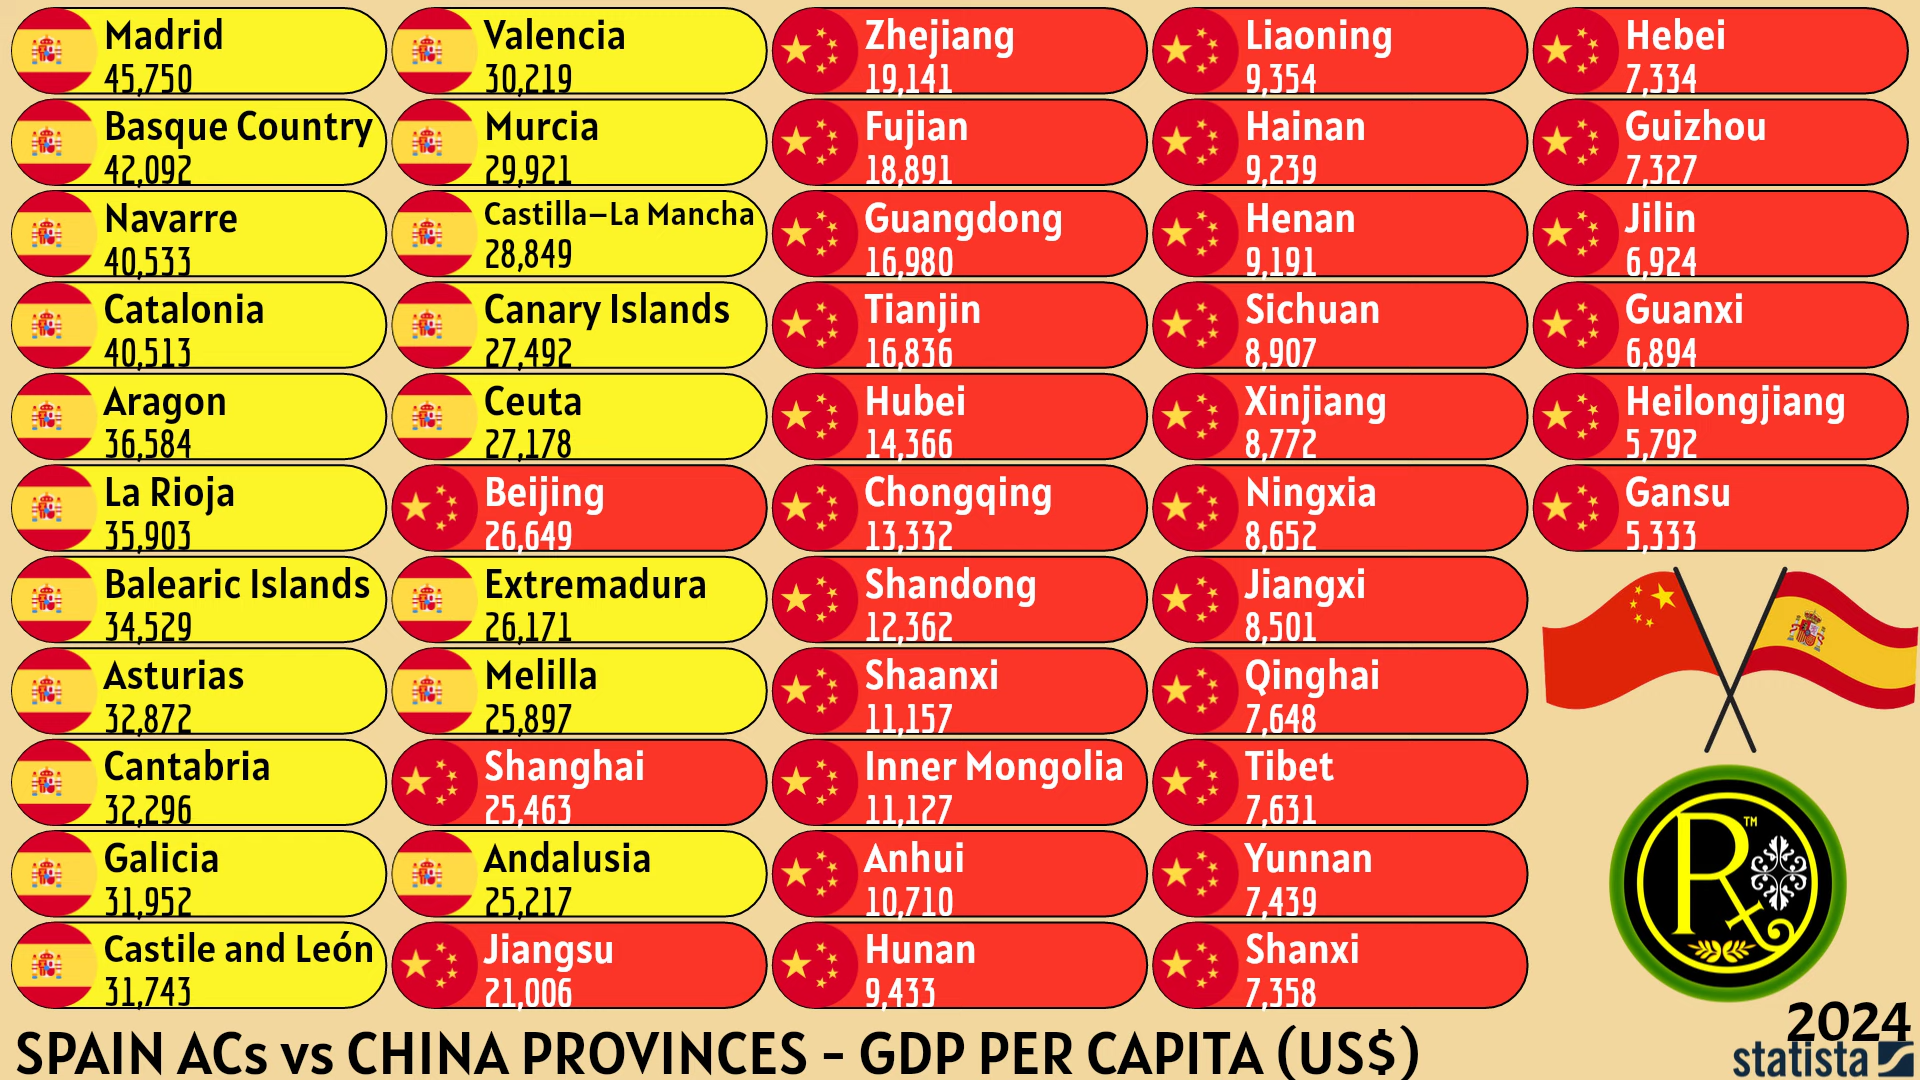 Madrid
45,750
Basque Country
42,092
Navarre
40,533
Catalonia
40,513
Aragon
36,584
La Rioja
35,903
Balearic Islands
34,529
Asturias
32,872
Cantabria
32,296
Galicia
31,952
Castile and León
31,743
Valencia
30,219
Murcia
29,921
Castilla–La Mancha
28,849
Canary Islands
27,492
Ceuta
27,178
Beijing
26,649
Extremadura
26,171
Melilla
25,897
Shanghai
25,463
Andalusia
25,217
Jiangsu
21,006
Zhejiang
19,141
Fujian
18,891
Guangdong
16,980
Tianjin
16,836
Hubei
14,366
Chongqing
13,332
Shandong
12,362
Shaanxi
11,157
Inner Mongolia
11,127
Anhui
10,710
Hunan
9,433
Liaoning
9,354
Hainan
9,239
Henan
9,191
Sichuan
8,907
Xinjiang
8,772
Ningxia
8,652
Jiangxi
8,501
Qinghai
7,648
Tibet
7,631
Yunnan
7,439
Shanxi
7,358
Hebei
7,334
Guizhou
7,327
Jilin
6,924
Guanxi
6,894
Heilongjiang
5,792
Gansu
5,333
Rx™
2024
SPAIN ACs vs CHINA PROVINCES - GDP PER CAPITA (US$)
statista